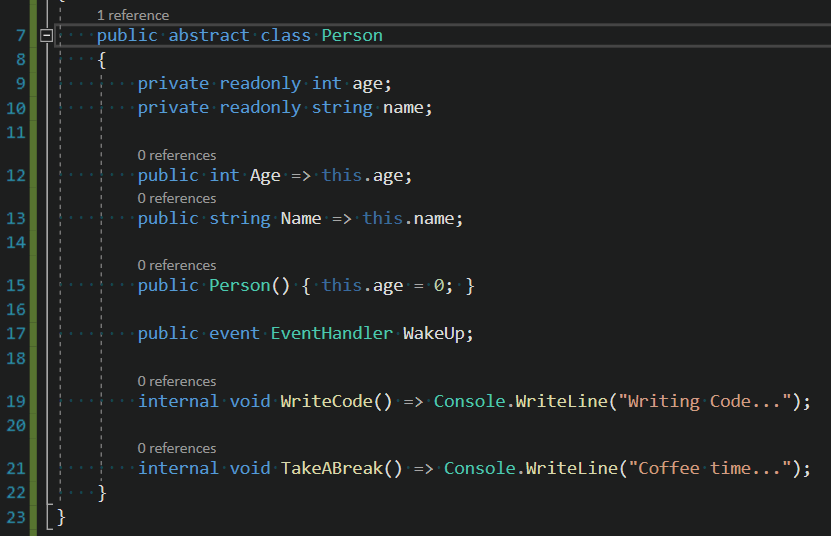 1 reference
7 public abstract class Person
8 {
9 private readonly int age;
10 private readonly string name;
11
0 references
12 public int Age => this.age;
0 references
13 public string Name => this.name;
14
0 references
15 public Person() { this.age = 0; }
16
17 public event EventHandler WakeUp;
18
0 references
19 internal void WriteCode() => Console.WriteLine("Writing Code...");
20
0 references
21 internal void TakeABreak() => Console.WriteLine("Coffee time...");
22 }
23 }